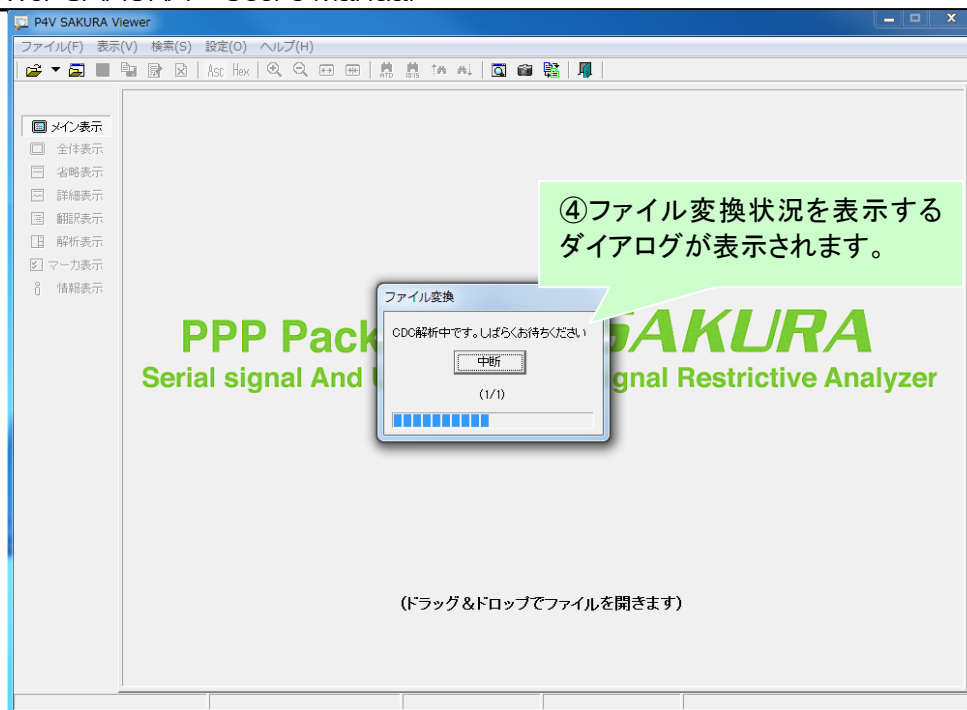 P4V SAKURA Viewer
ファイル(F) 表示(V) 検索(S) 設定(O) ヘルプ(H)
Asc Hex
メイン表示
全体表示
省略表示
詳細表示
翻訳表示
解析表示
マーカ表示
情報表示
④ファイル変換状況を表示する
ダイアログが表示されます。
ファイル変換
CDC解析中です。しばらくお待ちください
中断
(1/1)
PPP Pack SAKURA
Serial signal And gnal Restrictive Analyzer
(ドラッグ&ドロップでファイルを開きます)